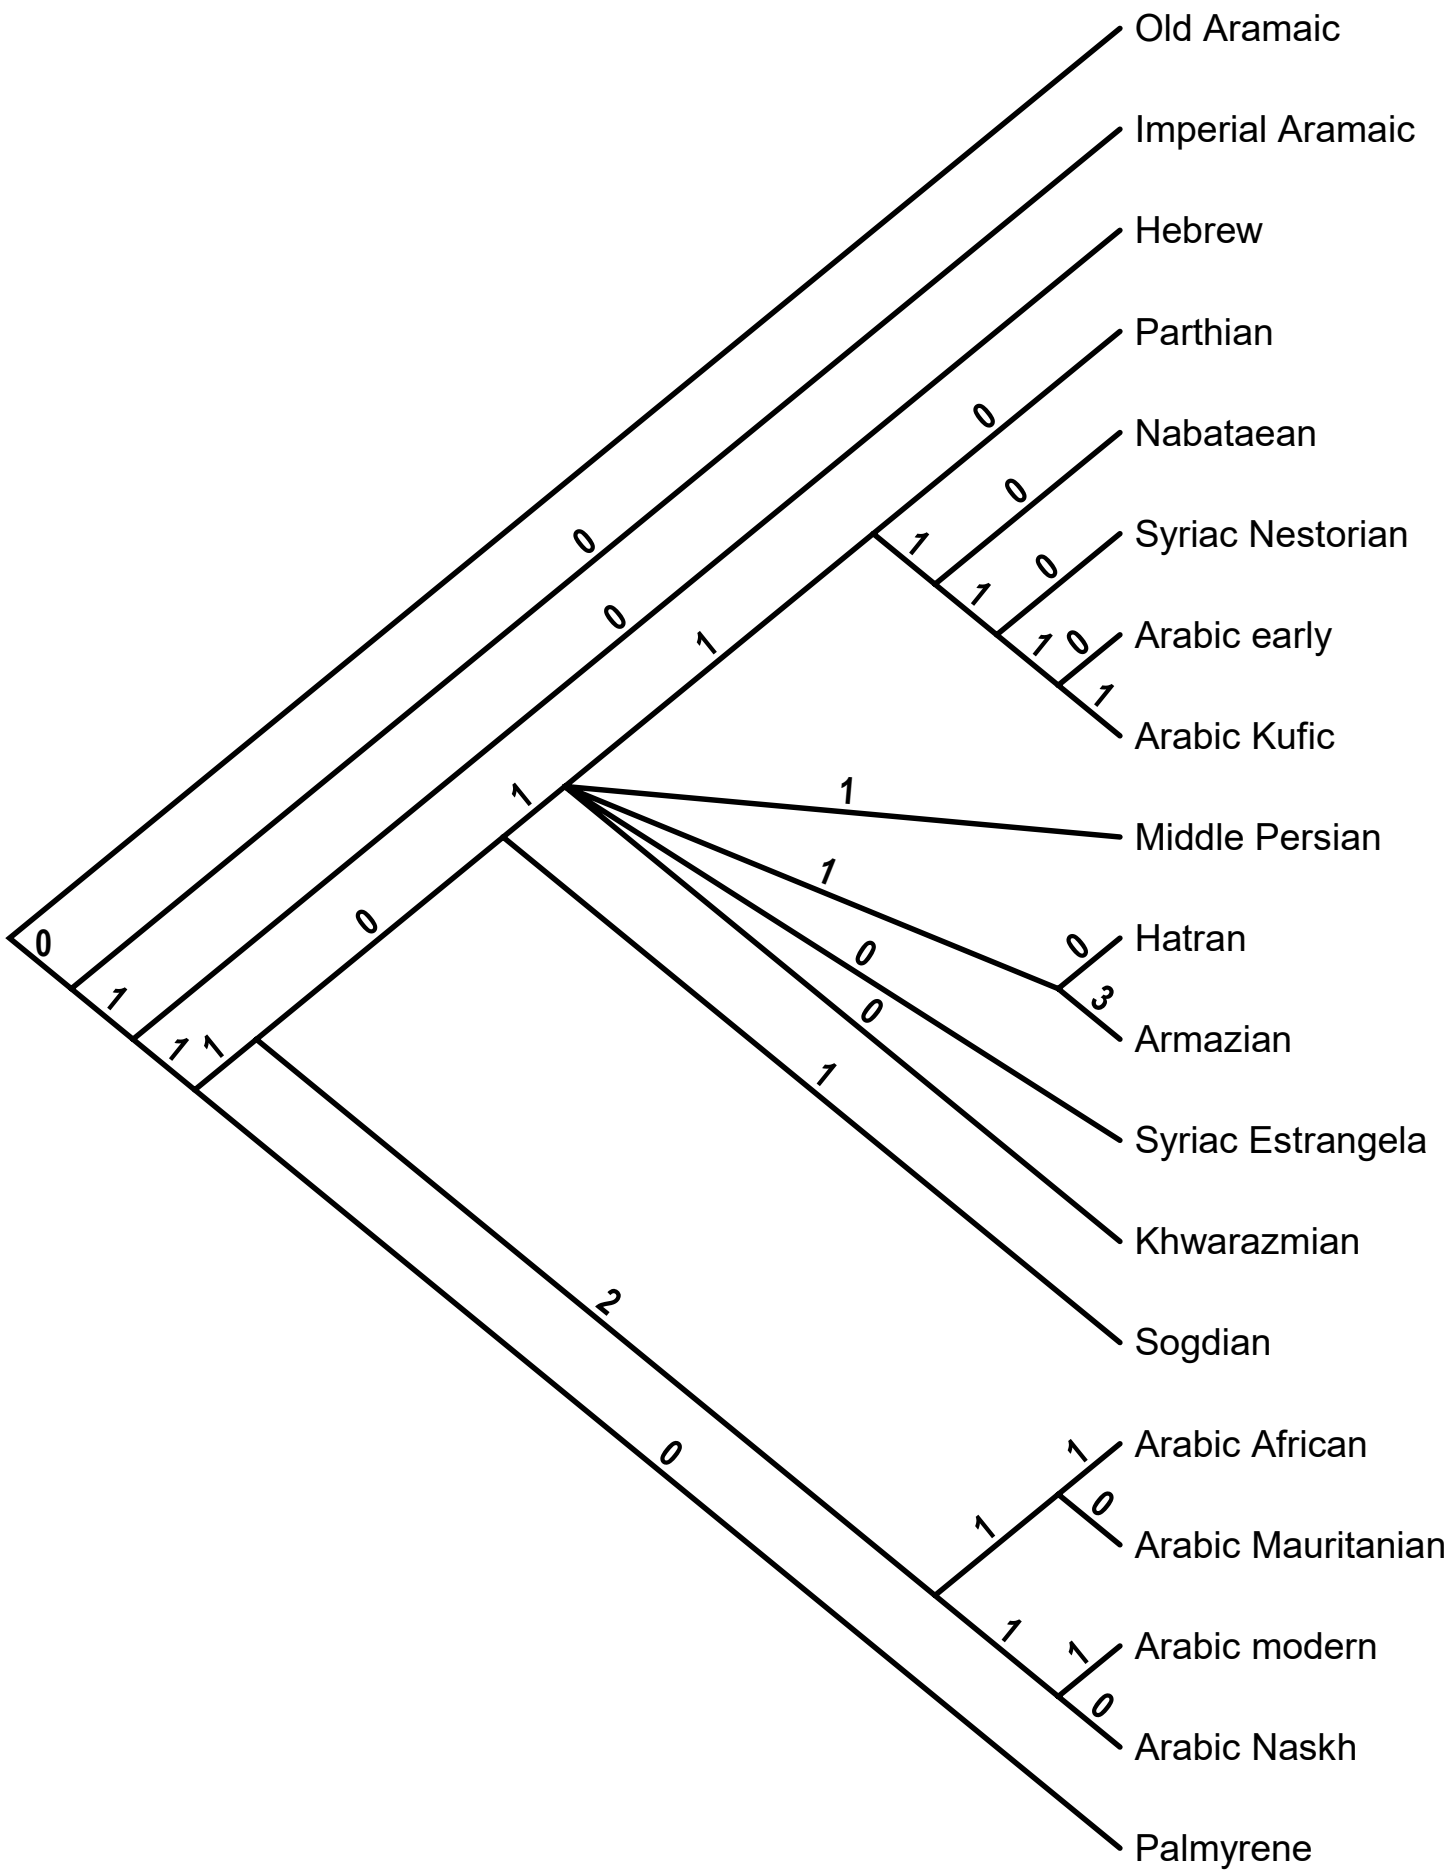 Old Aramaic
Imperial Aramaic
Hebrew
Parthian
0
Nabataean
0
Syriac Nestorian
0
1
0
1
0
Arabic early
0
1
1
1
Arabic Kufic
1
1
Middle Persian
1
1
0
Hatran
0
0
0
3
1
0
Armazian
1
1
1
Syriac Estrangela
Khwarazmian
2
Sogdian
1
Arabic African
0
0
1
Arabic Mauritanian
1
1
Arabic modern
0
Arabic Naskh
Palmyrene